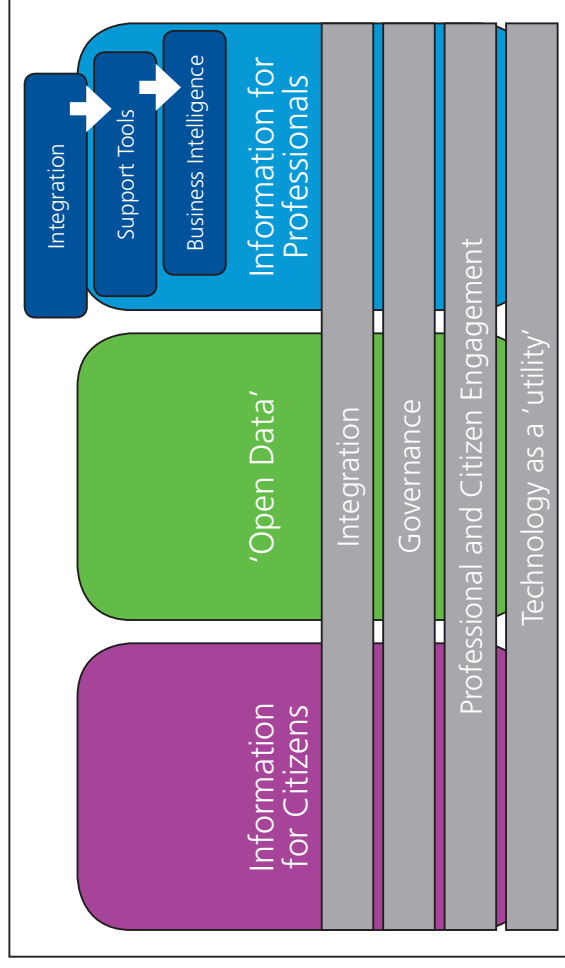 Information
for Citizens
'Open Data'
Information for
Professionals
Integration
Support Tools
Business Intelligence
Integration
Governance
Professional and Citizen Engagement
Technology as a 'utility'